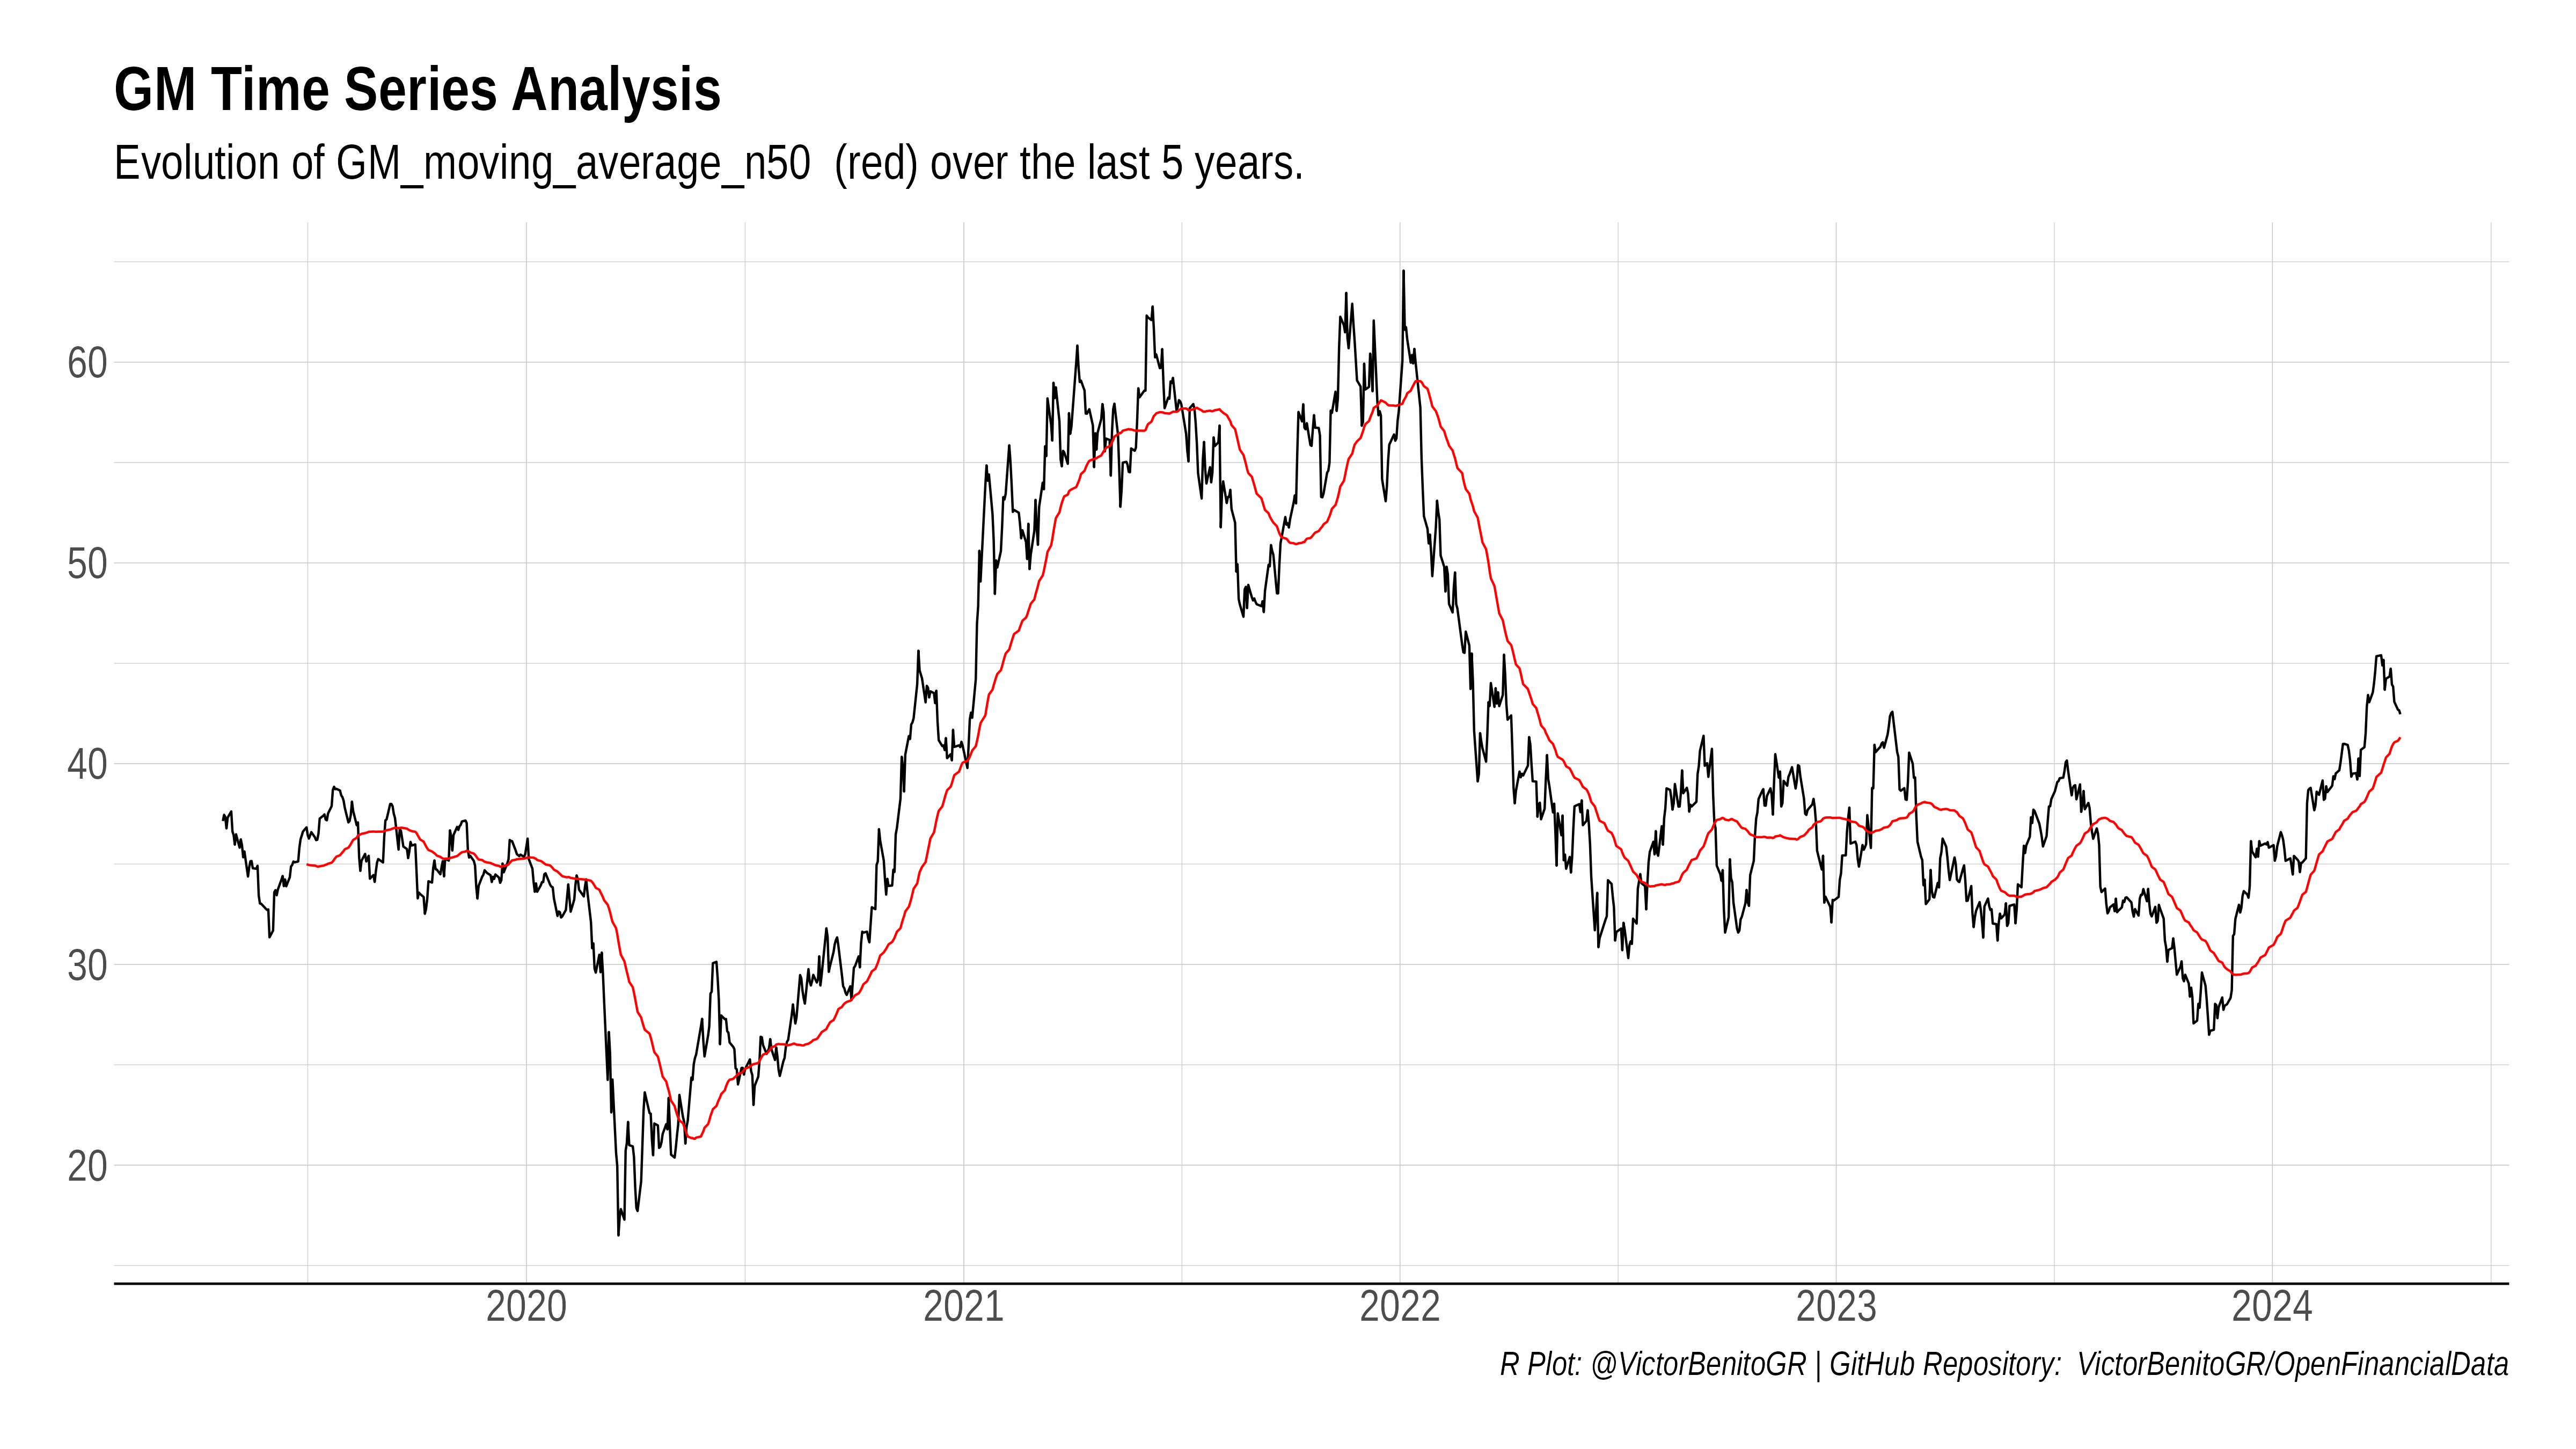 GM Time Series Analysis
Evolution of GM_moving_average_n50  (red) over the last 5 years.
60
50
40
30
20
2020 2021 2022 2023 2024
R Plot: @VictorBenitoGR | GitHub Repository:  VictorBenitoGR/OpenFinancialData